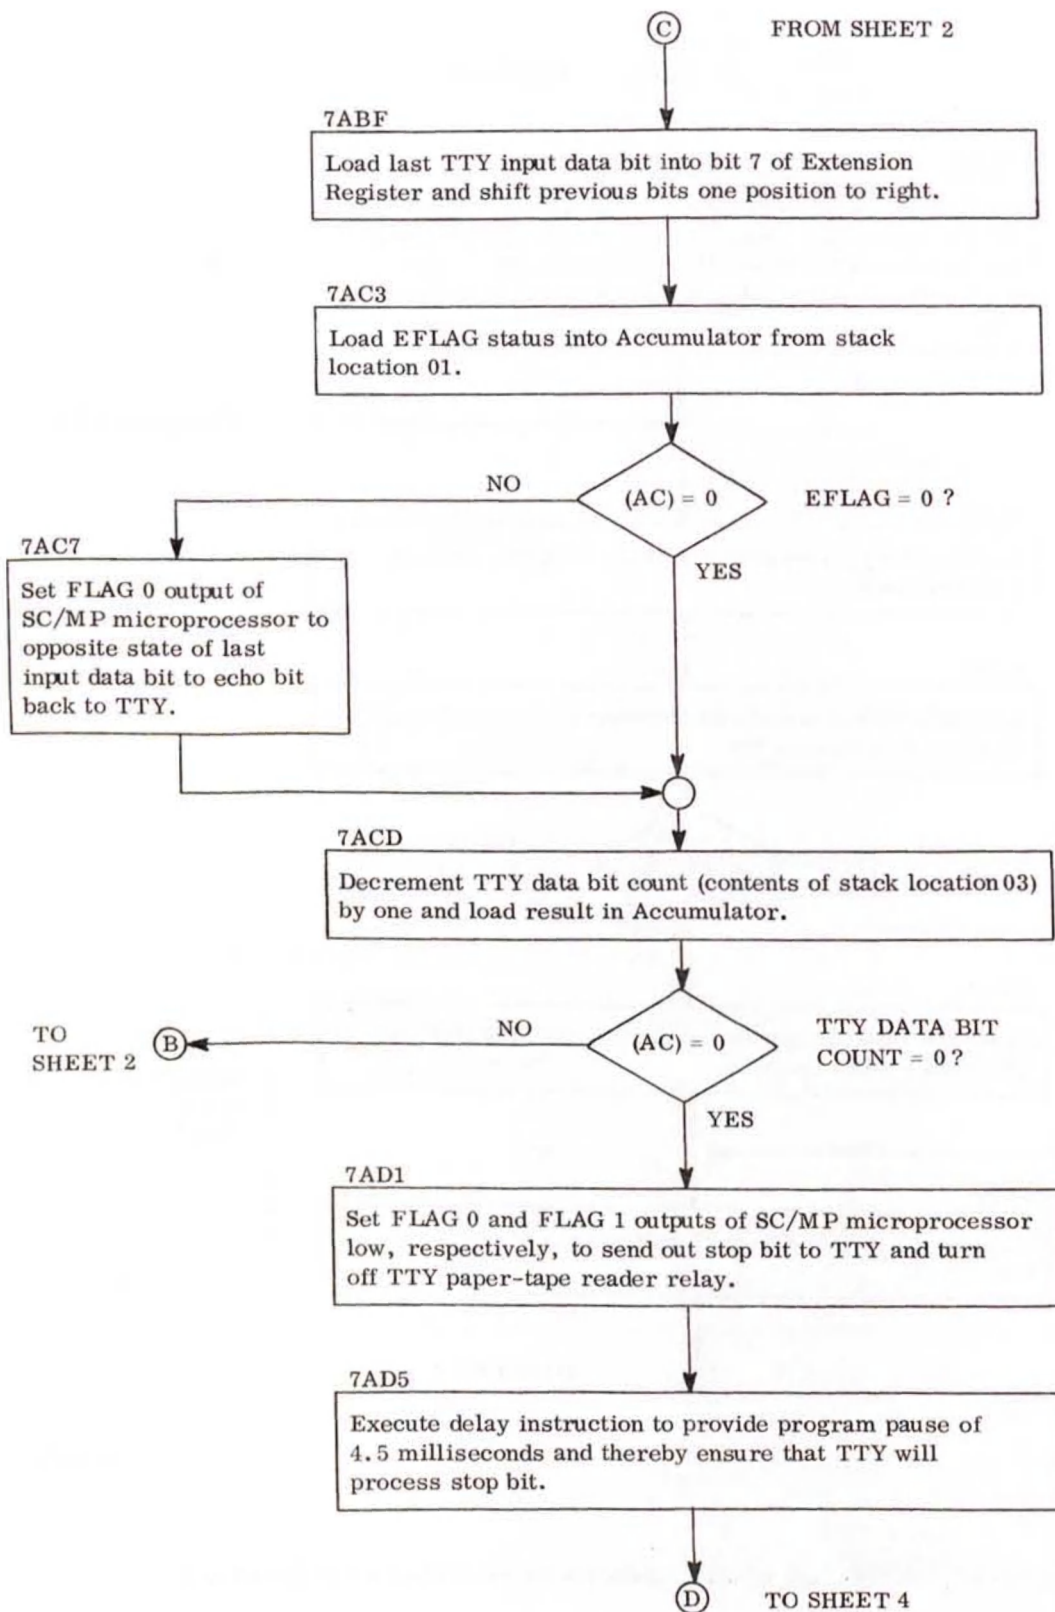 C FROM SHEET 2
7ABF
Load last TTY input data bit into bit 7 of Extension
Register and shift previous bits one position to right.
7AC3
Load EFLAG status into Accumulator from stack
location 01.
NO
(AC) = 0
EFLAG = 0 ?
YES
7AC7
Set FLAG 0 output of
SC/MP microprocessor to
opposite state of last
input data bit to echo bit
back to TTY.
7ACD
Decrement TTY data bit count (contents of stack location 03)
by one and load result in Accumulator.
TO
SHEET 2
B
NO
(AC) = 0
TTY DATA BIT
COUNT = 0 ?
YES
7AD1
Set FLAG 0 and FLAG 1 outputs of SC/MP microprocessor
low, respectively, to send out stop bit to TTY and turn
off TTY paper-tape reader relay.
7AD5
Execute delay instruction to provide program pause of
4.5 milliseconds and thereby ensure that TTY will
process stop bit.
D TO SHEET 4